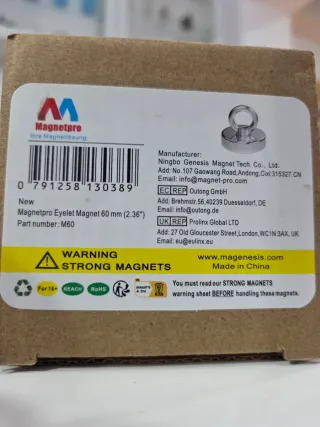 Magnetpro
Ihre Magnetlösung
0 791258 130389
New
Magnetpro Eyelet Magnet 60 mm (2.36")
Part number: M60
Manufacturer:
Ningbo Genesis Magnet Tech. Co., Ltd.
Add: No.107 Gaowang Road,Andong,Cixi 315327.CN
Email: info@magnet-pro.com
EC REP Outong GmbH
Add: Brehmstr.56,40239 Duesseldorf, DE
Email: info@outong.de
UK REP Prolinx Global LTD
Add: 27 Old Gloucester Street,London,WC1N 3AX, UK
Email: eu@eulinx.eu
WARNING
STRONG MAGNETS
www.magenesis.com
Made in China
For 14+
REACH
RoHS
You must read our STRONG MAGNETS
warning sheet BEFORE handling these magnets.